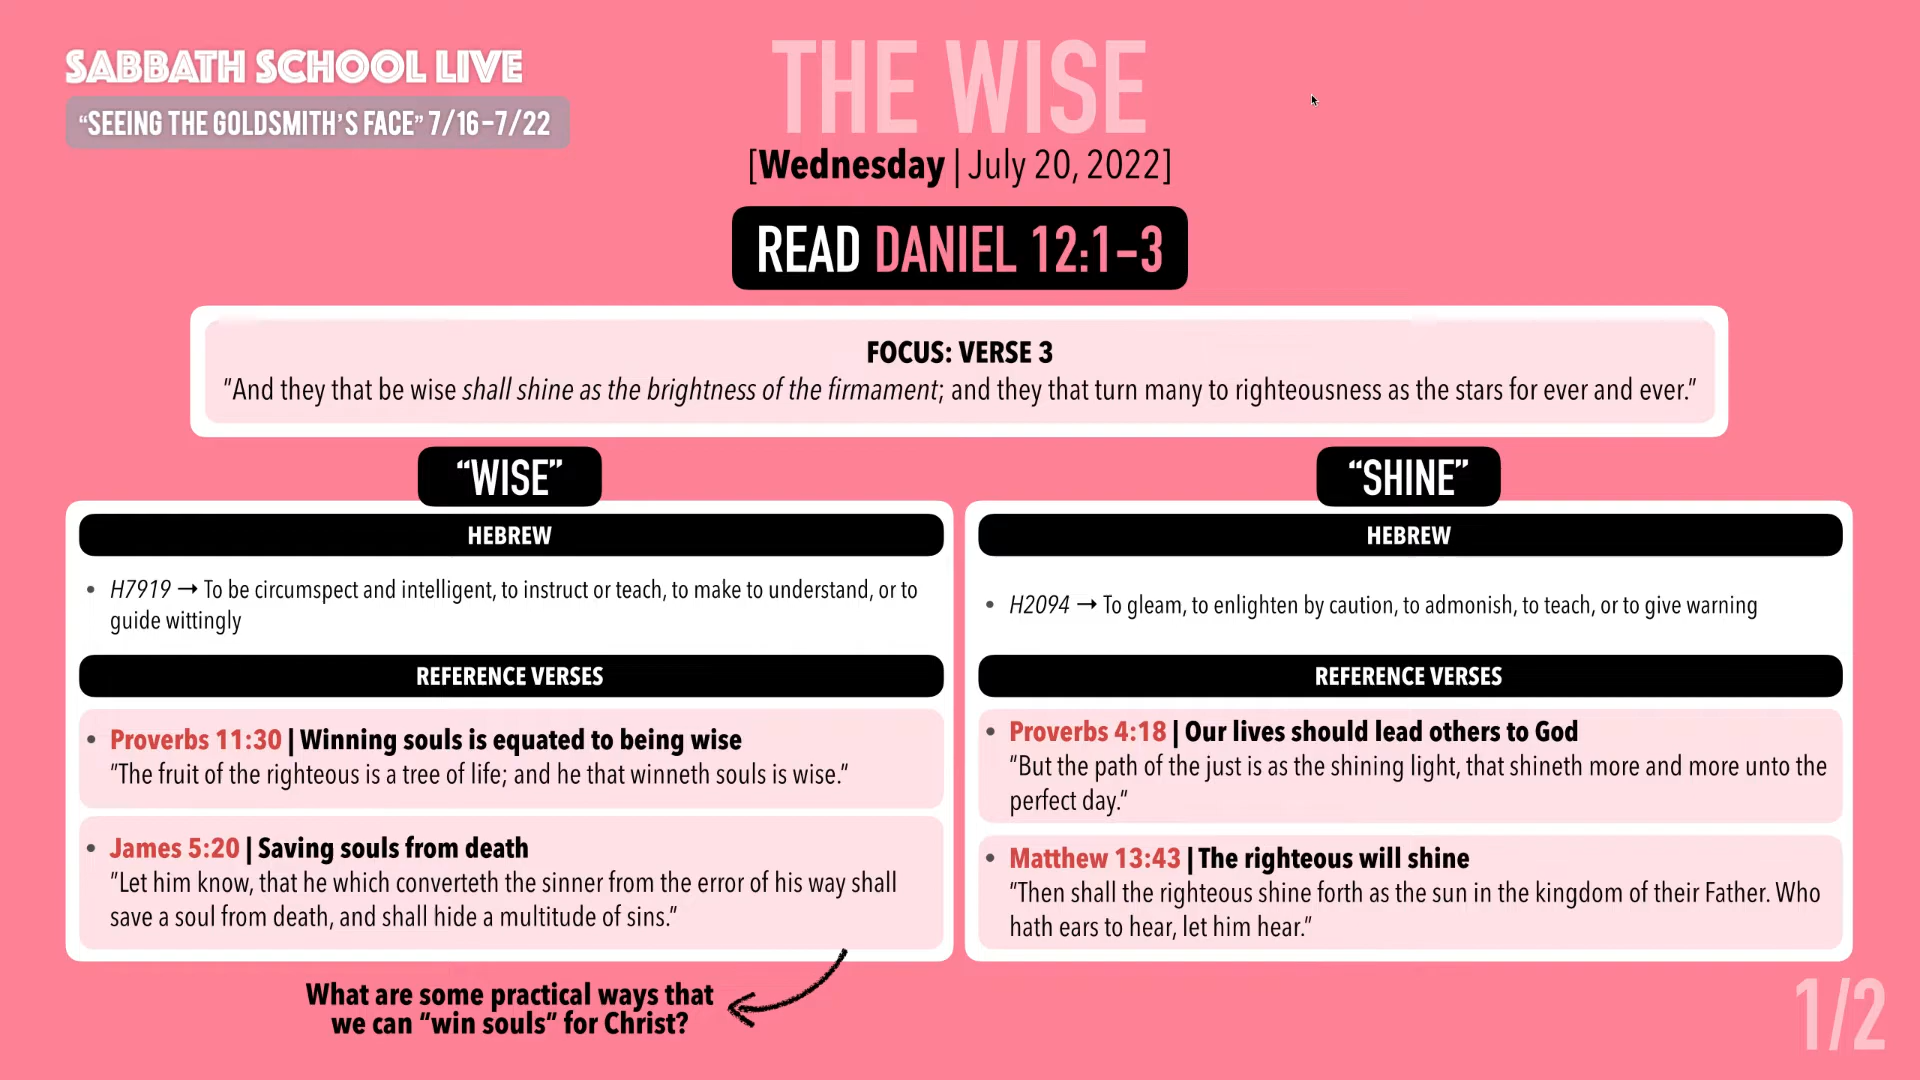 SABBATH SCHOOL LIVE
“SEEING THE GOLDSMITH’S FACE” 7/16–7/22
THE WISE
[Wednesday | July 20, 2022]
READ DANIEL 12:1–3
FOCUS: VERSE 3
"And they that be wise shall shine as the brightness of the firmament; and they that turn many to righteousness as the stars for ever and ever."
“WISE”
HEBREW
• H7919 → To be circumspect and intelligent, to instruct or teach, to make to understand, or to
guide wittingly
REFERENCE VERSES
• Proverbs 11:30 | Winning souls is equated to being wise
"The fruit of the righteous is a tree of life; and he that winneth souls is wise."
• James 5:20 | Saving souls from death
"Let him know, that he which converteth the sinner from the error of his way shall
save a soul from death, and shall hide a multitude of sins."
What are some practical ways that
we can “win souls” for Christ?
“SHINE”
HEBREW
• H2094 → To gleam, to enlighten by caution, to admonish, to teach, or to give warning
REFERENCE VERSES
• Proverbs 4:18 | Our lives should lead others to God
"But the path of the just is as the shining light, that shineth more and more unto the
perfect day."
• Matthew 13:43 | The righteous will shine
"Then shall the righteous shine forth as the sun in the kingdom of their Father. Who
hath ears to hear, let him hear."
1/2